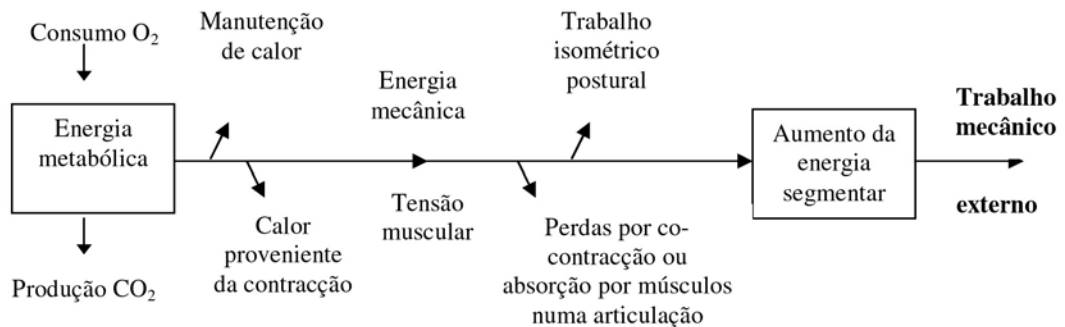 Consumo O₂
Energia
metabólica
Produção CO₂
Manutenção
de calor
Calor
proveniente
da contracção
Energia
mecânica
Tensão
muscular
Trabalho
isométrico
postural
Perdas por co-
contracção ou
absorção por músculos
numa articulação
Aumento da
energia
segmentar
Trabalho
mecânico
externo